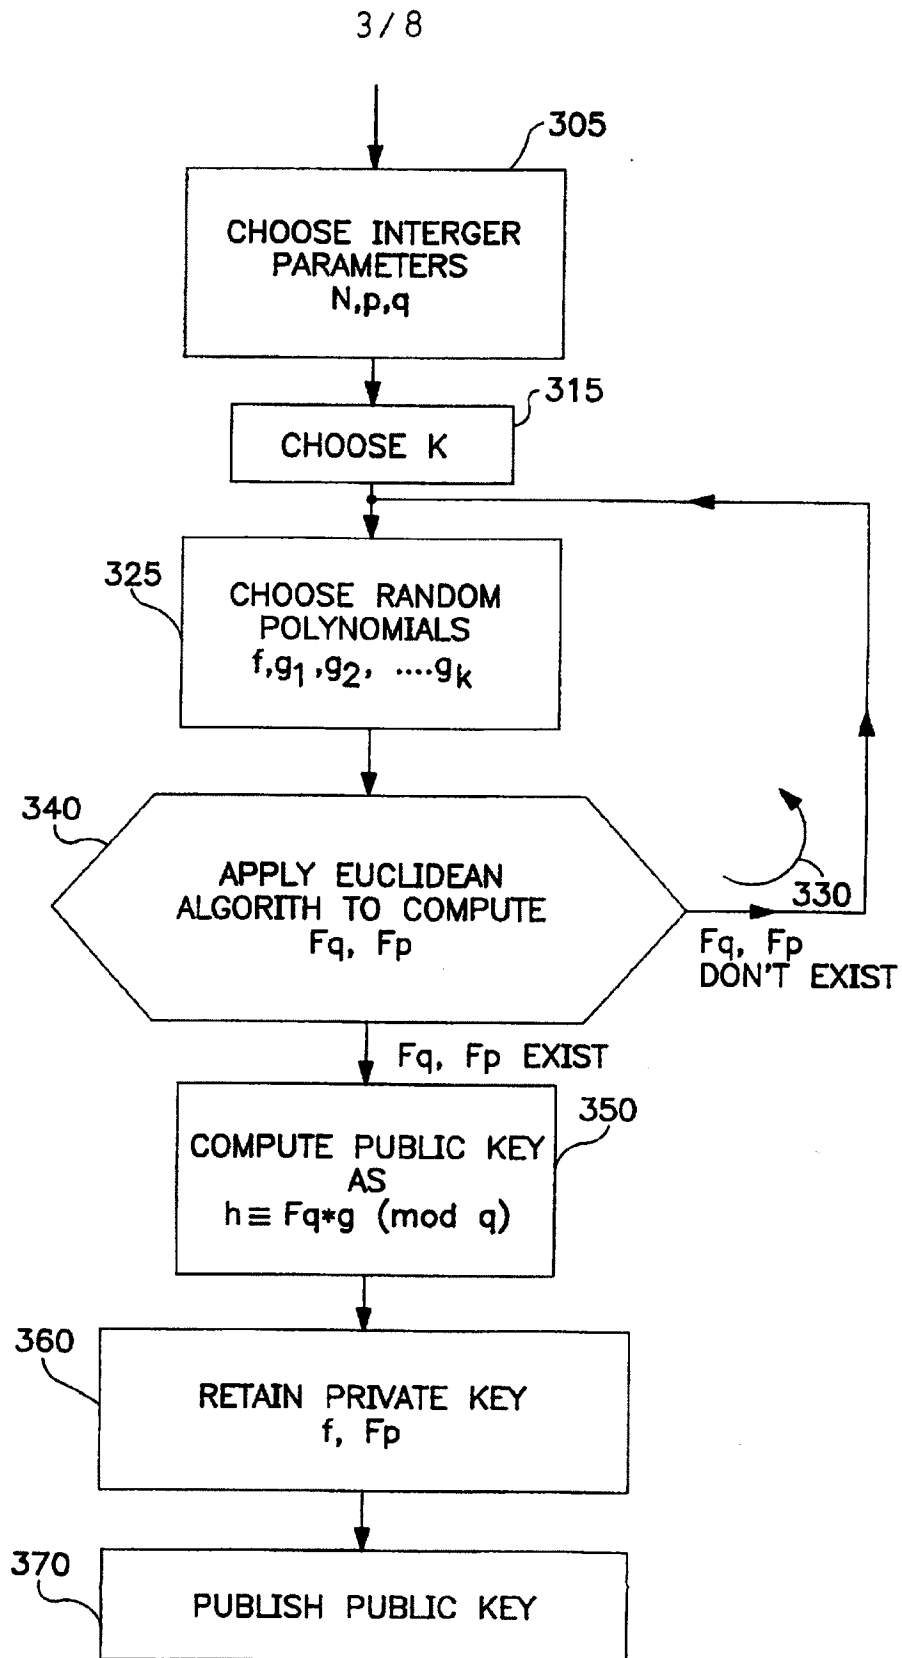 3/8
305
CHOOSE INTERGER
PARAMETERS
N,p,q
315
CHOOSE K
325
CHOOSE RANDOM
POLYNOMIALS
f,g1,g2, ....gk
340
APPLY EUCLIDEAN
ALGORITH TO COMPUTE
Fq, Fp
330
Fq, Fp
DON'T EXIST
Fq, Fp EXIST
350
COMPUTE PUBLIC KEY
AS
h≡ Fq*g (mod q)
360
RETAIN PRIVATE KEY
f, Fp
370
PUBLISH PUBLIC KEY